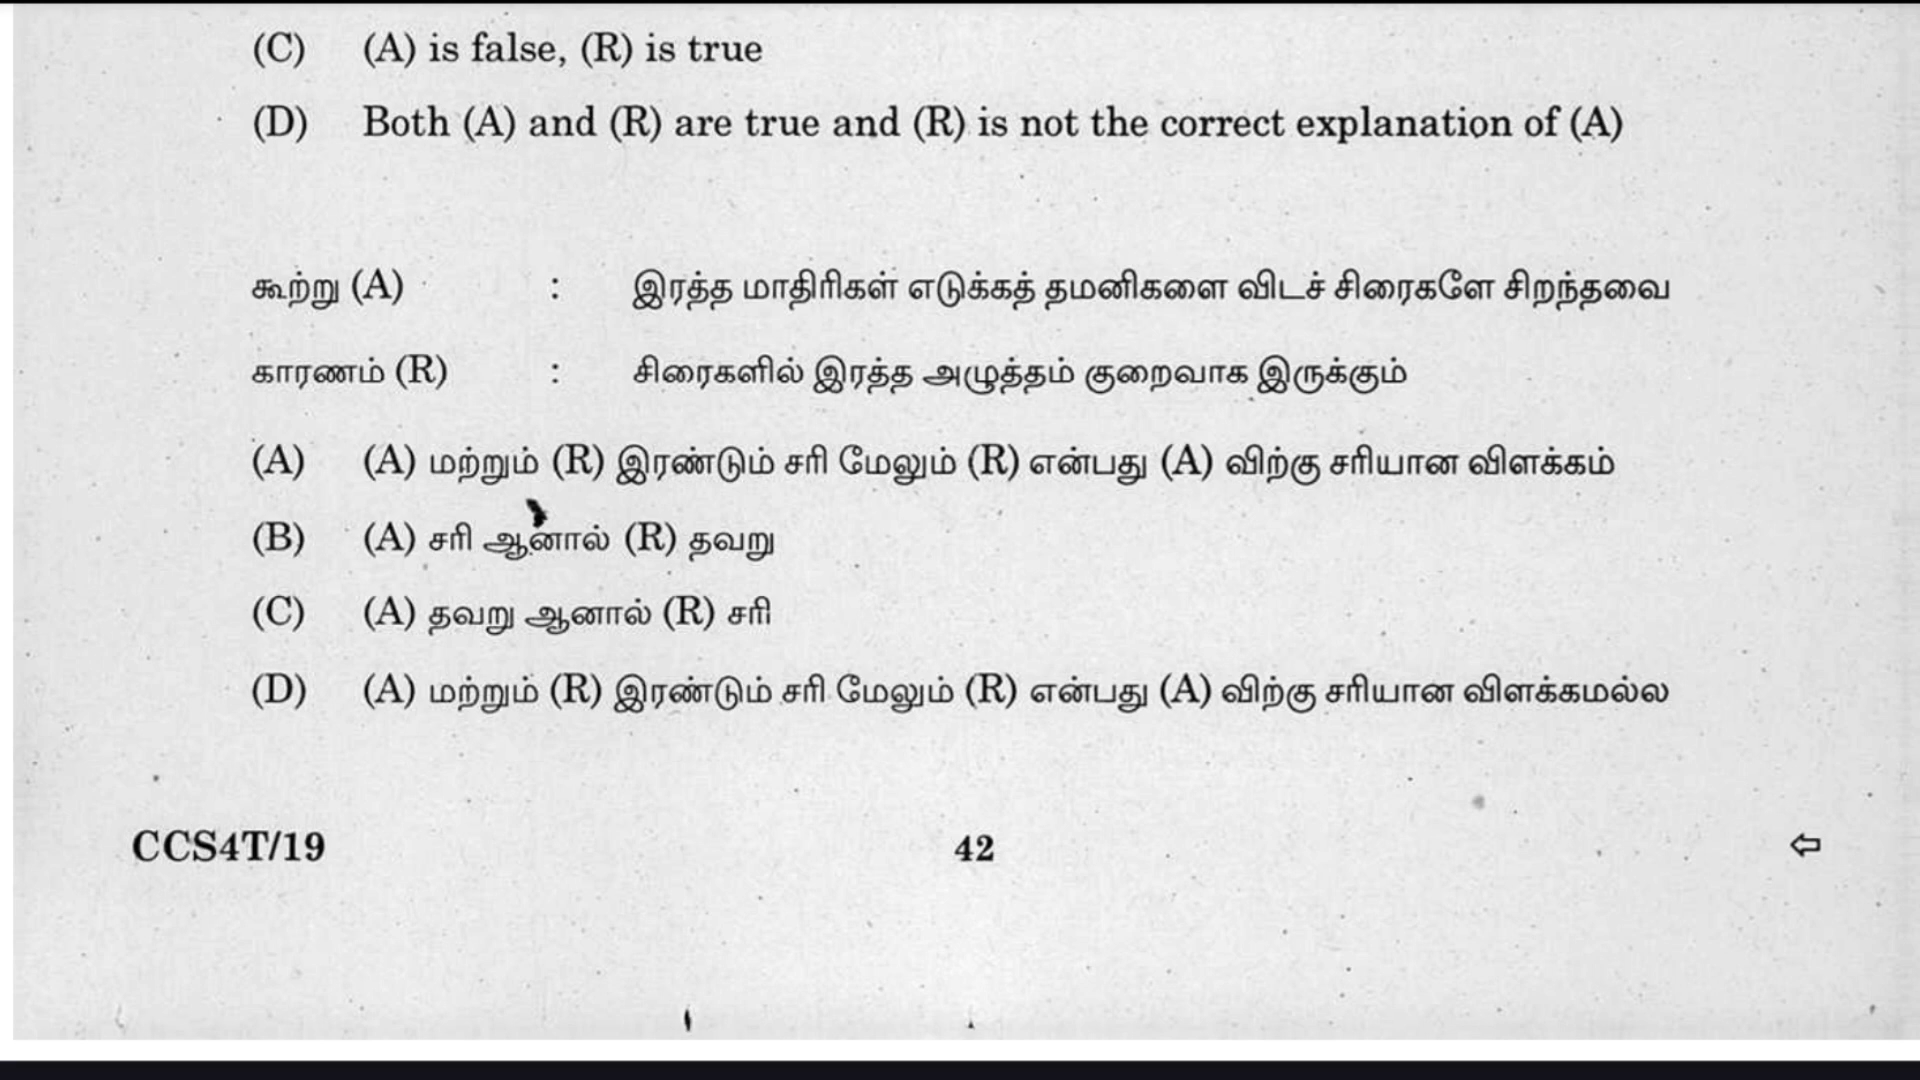 (C) (A) is false, (R) is true
(D) Both (A) and (R) are true and (R) is not the correct explanation of (A)
கூற்று (A) : இரத்த மாதிரிகள் எடுக்கத் தமனிகளை விடச் சிரைகளே சிறந்தவை
காரணம் (R) : சிரைகளில் இரத்த அழுத்தம் குறைவாக இருக்கும்
(A) (A) மற்றும் (R) இரண்டும் சரி மேலும் (R) என்பது (A) விற்கு சரியான விளக்கம்
(B) (A) சரி ஆனால் (R) தவறு
(C) (A) தவறு ஆனால் (R) சரி
(D) (A) மற்றும் (R) இரண்டும் சரி மேலும் (R) என்பது (A) விற்கு சரியான விளக்கமல்ல
CCS4T/19 42 ⇦